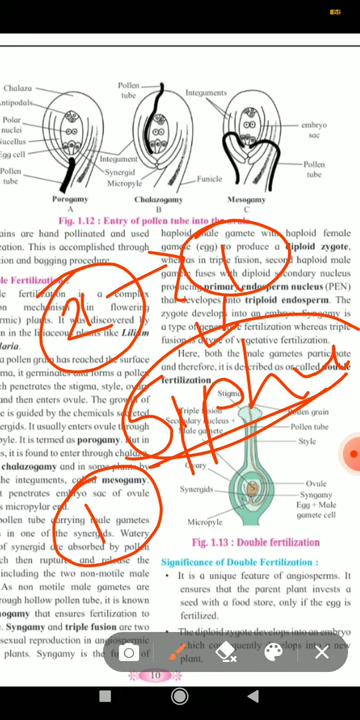 Chalaza
ntipodals
Polar
nuclei
Nucellus
gg cell
Pollen
tube
Pollen
tube
Integument
Synergid
Micropyle
Integuments
Funicle
embryo
sac
Pollen
tube
Porogamy
A
Chalazogamy
B
Mesogamy
C
Fig. 1.12 : Entry of pollen tube into the
ains are hand pollinated and used
ation. This is accomplished through
tion and bagging procedure.
le Fertilization
fertilization is a complex
on mechanism in flowering
rmic) plants. It was discovered by
n in the liliaceous plants like Lilium
laria.
a pollen grain has reached the surface
ma, it germinates and forms a pollen
ch penetrates the stigma, style, ovary
and then enters ovule. The growth of
e is guided by the chemicals
ergids. It usually enters ovule through
yle. It is termed as porogamy. But in
s, it is found to enter through chalaza,
chalazogamy and in some plants by
the integuments, called mesogamy.
t penetrates embryo sac of ovule
s micropylar end.
pollen tube carrying male gametes
s in one of the synergids. Watery
of synergid are absorbed by pollen
ch then ruptures and release the
including the two non-motile male
As non motile male gametes are
rough hollow pollen tube, it is known
nogamy that ensures fertilization to
. Syngamy and triple fusion are two
sexual reproduction in angiospermic
plants. Syngamy is the of
haploid male gamete with haploid female
gamete (egg) to produce a diploid zygote,
whereas in triple fusion, second haploid male
gamete fuses with diploid secondary nucleus
producing primary endosperm nucleus (PEN)
that develops into triploid endosperm. The
zygote develops into an embryo. Syngamy is
a type of fertilization whereas triple
fusion is type of vegetative fertilization.
Here, both the male gametes participate
and therefore, it is described as or called double
fertilization.
Stigma
Triple fusion
Secondary nucleus +
male gamete
Ovary
Synergids
Micropyle
Pollen grain
Pollen tube
Style
Ovule
Syngamy
Egg + Male
gamete cell
Fig. 1.13 : Double fertilization
Significance of Double Fertilization :
• It is a unique feature of angiosperms. It
ensures that the parent plant invests a
seed with a food store, only if the egg is
fertilized.
• The diploid zygote develops into an embryo
which consequently develops into a new
plant.
10